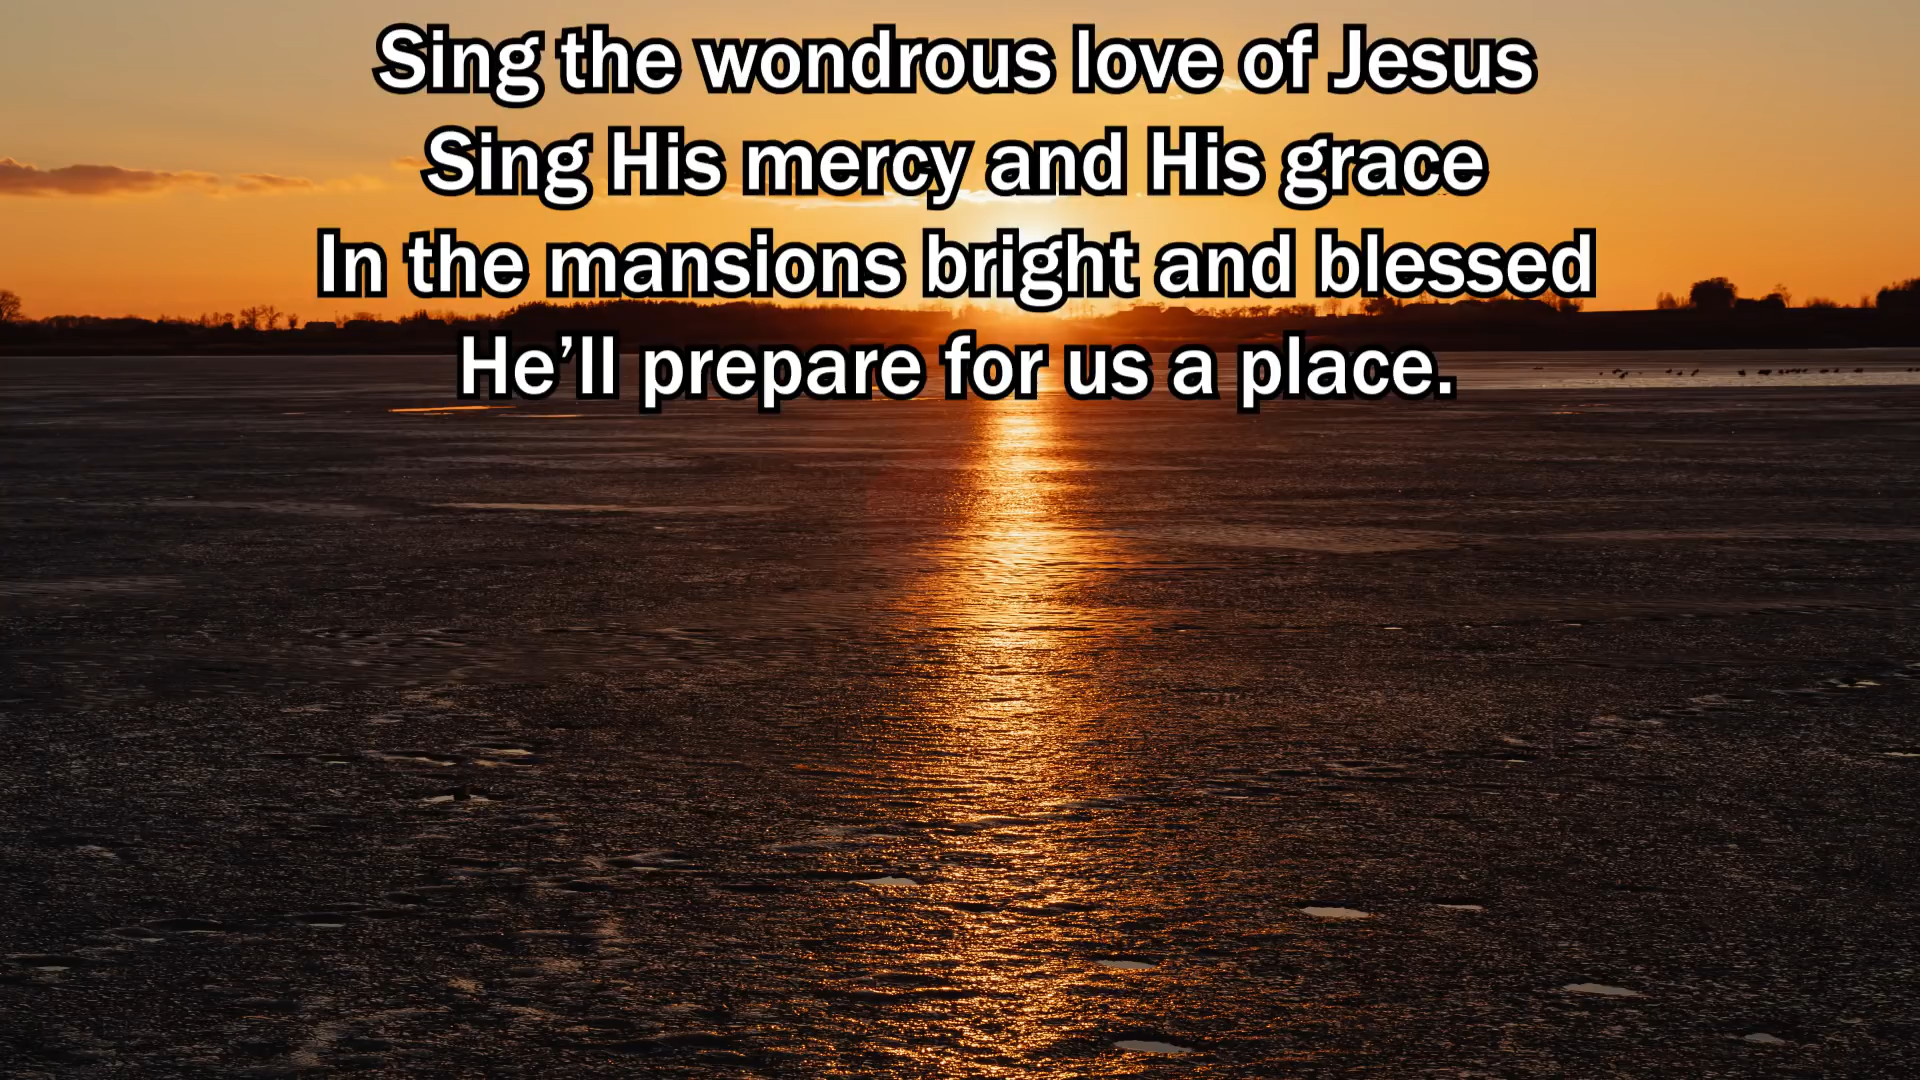 Sing the wondrous love of Jesus
Sing His mercy and His grace
In the mansions bright and blessed
He’ll prepare for us a place.